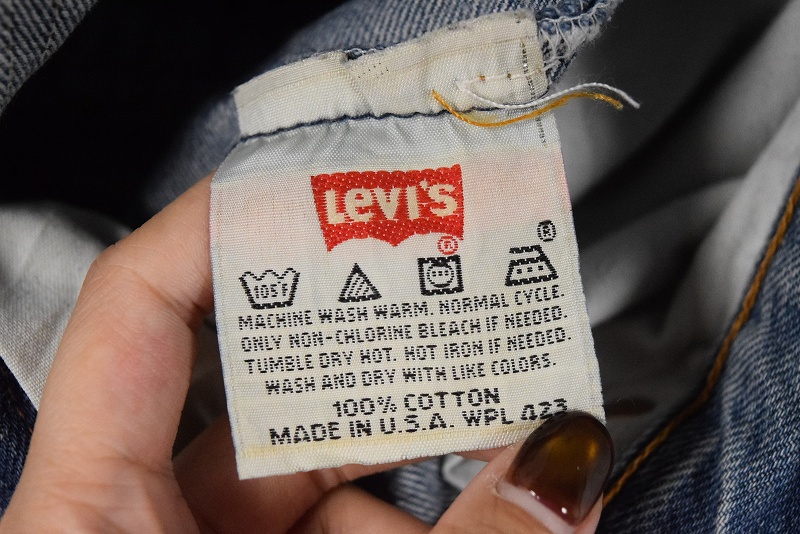 Levi's
®
®
105°F
MACHINE WASH WARM. NORMAL CYCLE.
ONLY NON-CHLORINE BLEACH IF NEEDED.
TUMBLE DRY HOT. HOT IRON IF NEEDED.
WASH AND DRY WITH LIKE COLORS.
100% COTTON
MADE IN U.S.A. WPL 423